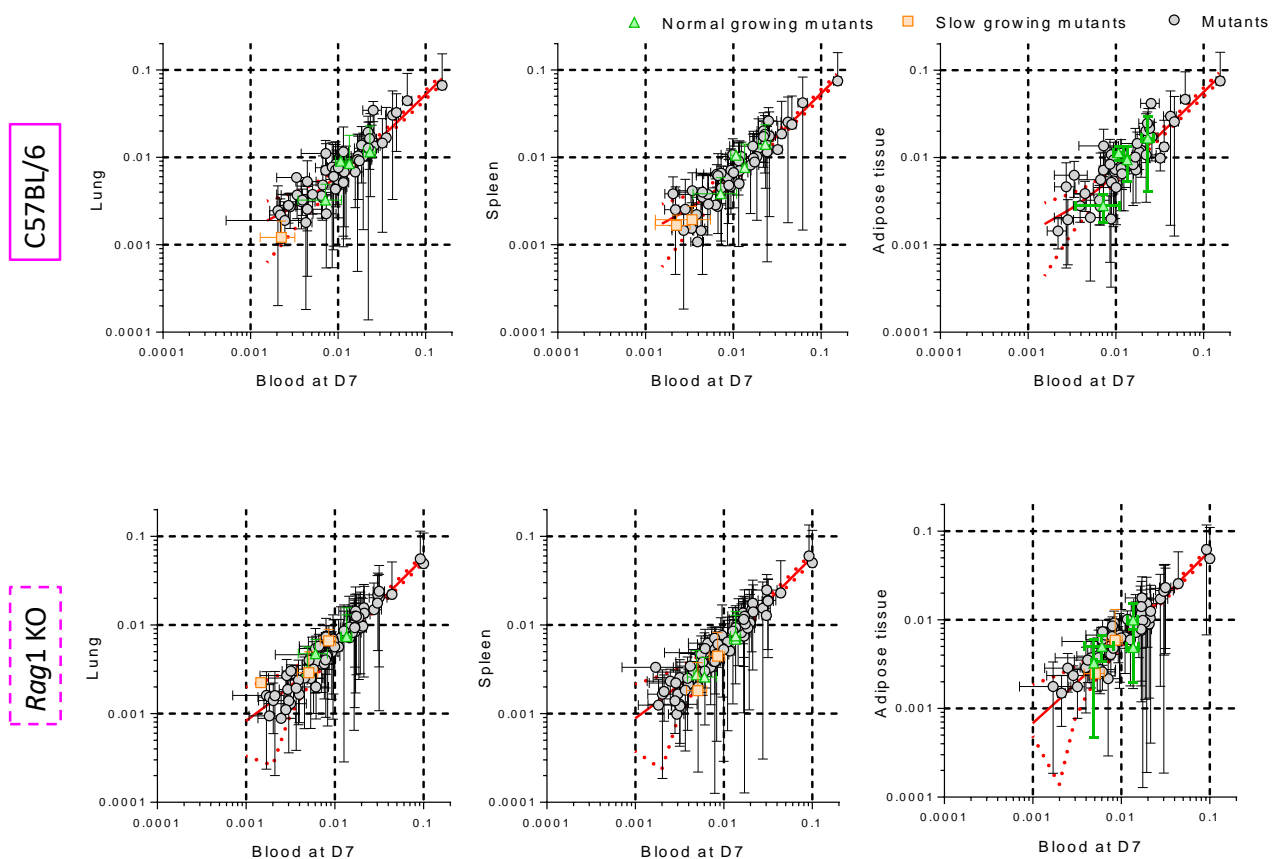 Normal growing mutants Slow growing mutants Mutants
C57BL/6
Lung
0.1
0.01
0.001
0.0001
0.0001 0.001 0.01 0.1
Blood at D7
Spleen
0.1
0.01
0.001
0.0001
0.0001 0.001 0.01 0.1
Blood at D7
Adipose tissue
0.1
0.01
0.001
0.0001
0.0001 0.001 0.01 0.1
Blood at D7
Rag1 KO
Lung
0.1
0.01
0.001
0.0001
0.0001 0.001 0.01 0.1
Blood at D7
Spleen
0.1
0.01
0.001
0.0001
0.0001 0.001 0.01 0.1
Blood at D7
Adipose tissue
0.1
0.01
0.001
0.0001
0.0001 0.001 0.01 0.1
Blood at D7